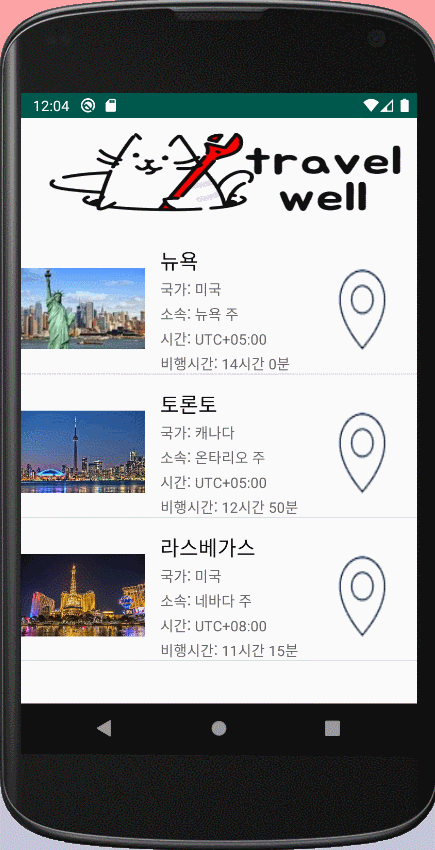 12:04
travel
well
뉴욕
국가: 미국
소속: 뉴욕 주
시간: UTC+05:00
비행시간: 14시간 0분
토론토
국가: 캐나다
소속: 온타리오 주
시간: UTC+05:00
비행시간: 12시간 50분
라스베가스
국가: 미국
소속: 네바다 주
시간: UTC+08:00
비행시간: 11시간 15분